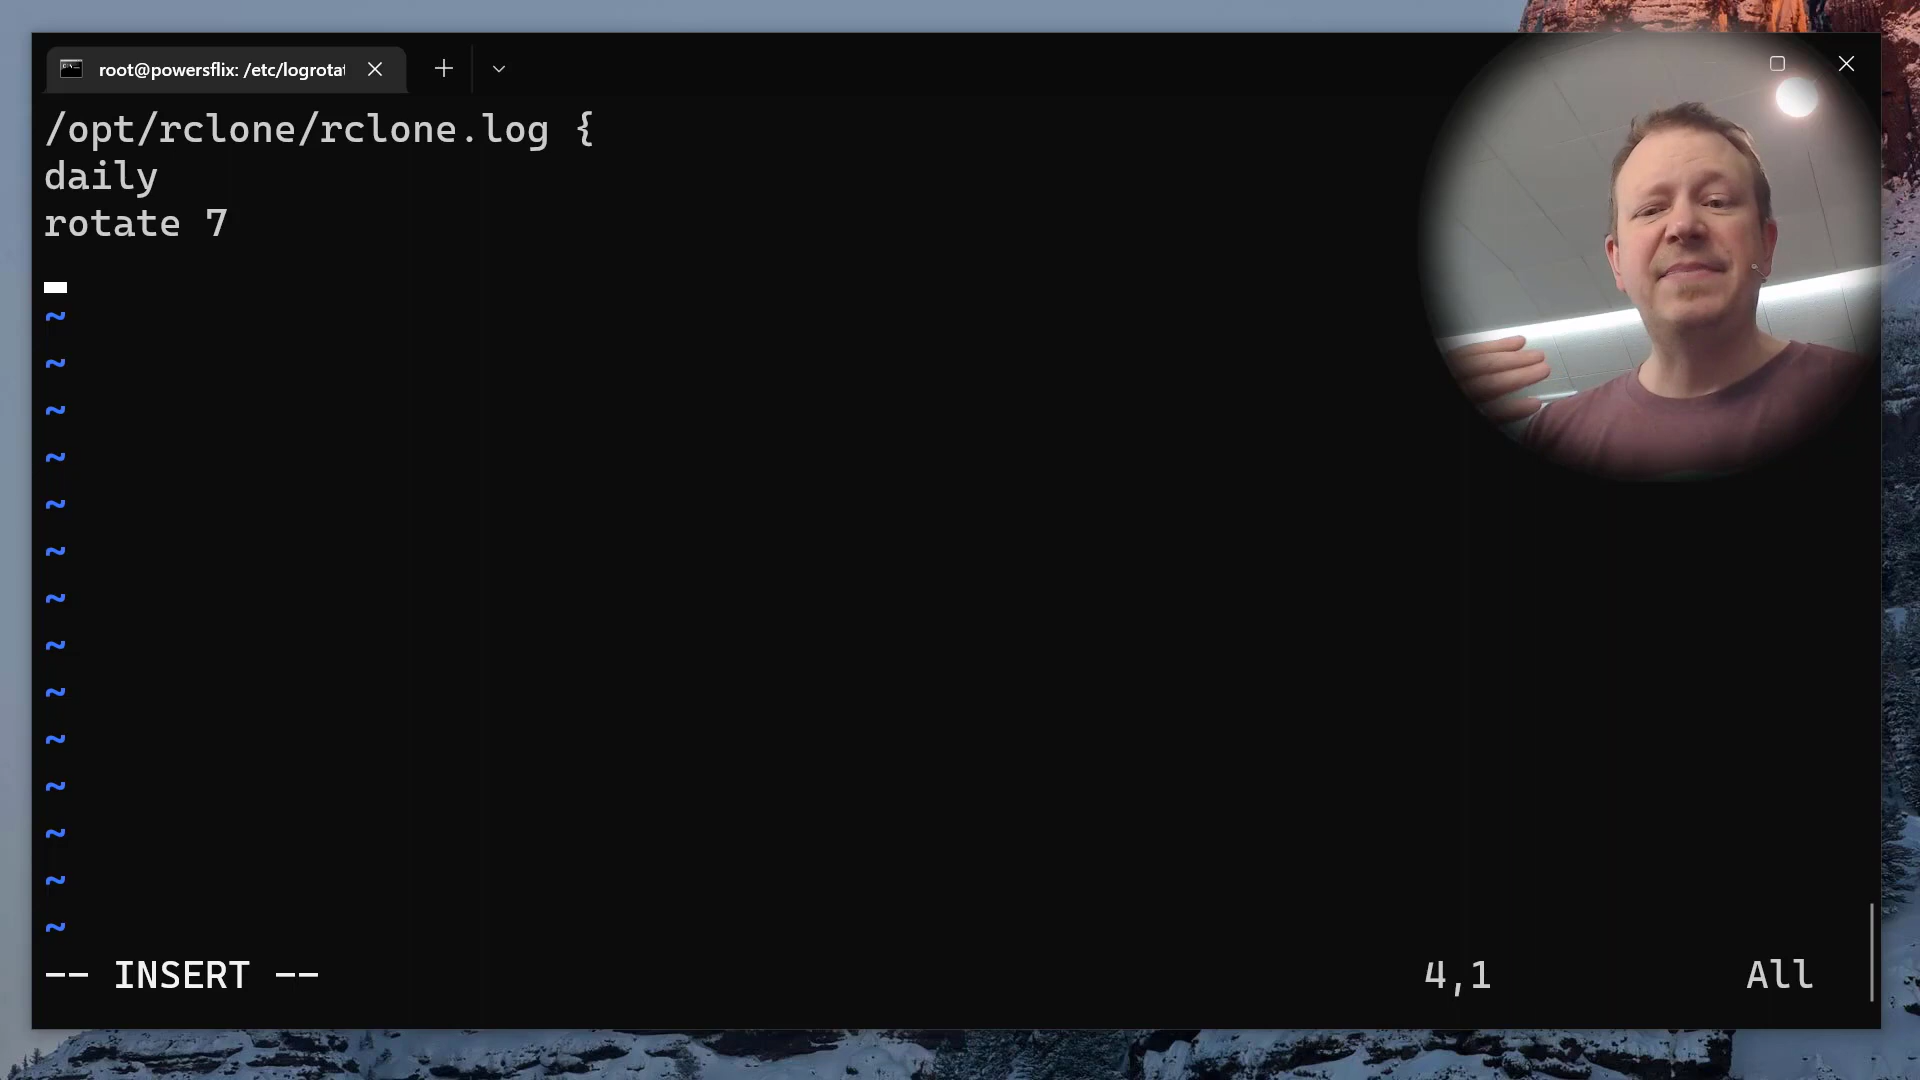 root@powersflix: /etc/logrotat
/opt/rclone/rclone.log {
daily
rotate 7
~
~
~
~
~
~
~
~
~
~
~
~
~
~
-- INSERT --
4,1
All